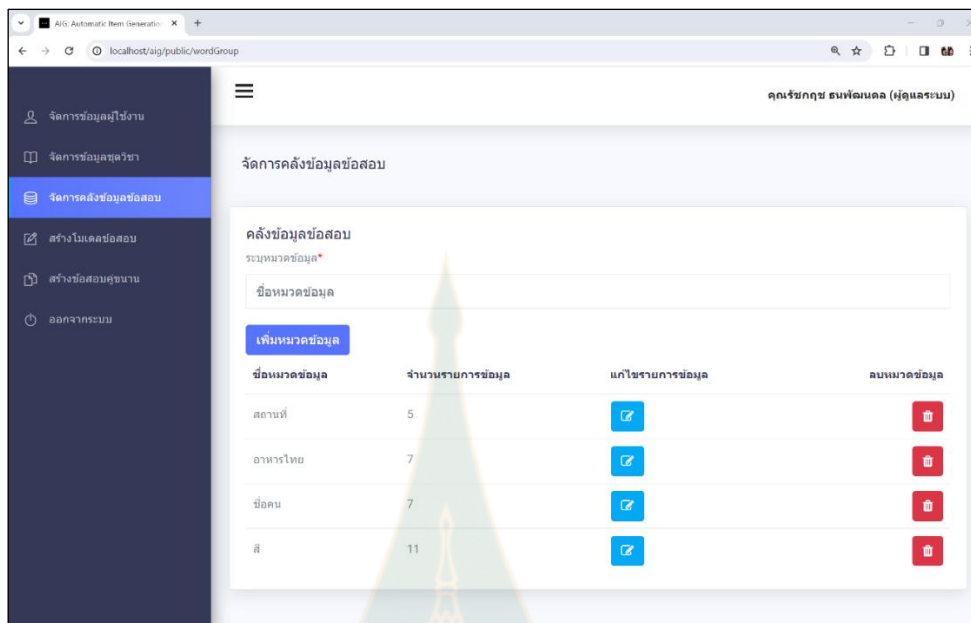 AIG: Automatic Item Generatio
localhost/aig/public/wordGroup
คุณรัชกฤช ธนพัฒนดล (ผู้ดูแลระบบ)
จัดการข้อมูลผู้ใช้งาน
จัดการข้อมูลชุดวิชา
จัดการคลังข้อมูลข้อสอบ
สร้างโมเดลข้อสอบ
สร้างข้อสอบคู่ขนาน
ออกจากระบบ
จัดการคลังข้อมูลข้อสอบ
คลังข้อมูลข้อสอบ
ระบุหมวดข้อมูล*
ชื่อหมวดข้อมูล
เพิ่มหมวดข้อมูล
ชื่อหมวดข้อมูล จำนวนรายการข้อมูล แก้ไขรายการข้อมูล ลบหมวดข้อมูล
สถานที่ 5
อาหารไทย 7
ชื่อคน 7
สี 11